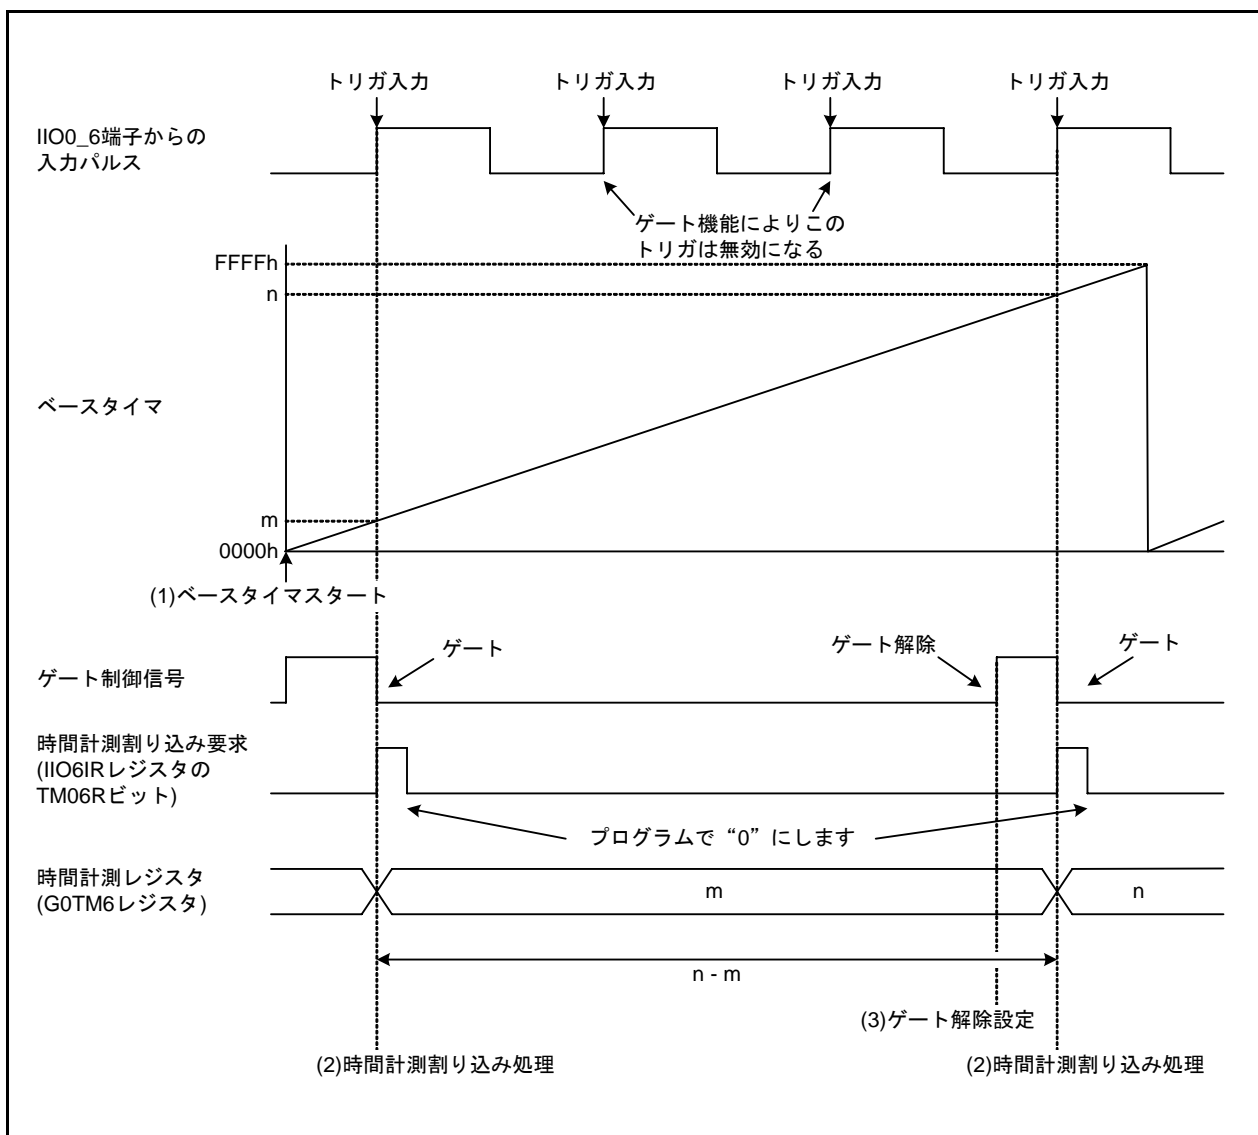 トリガ入力
トリガ入力
トリガ入力
トリガ入力
IIO0_6端子からの
入力パルス
ゲート機能によりこの
トリガは無効になる
FFFFh
n
ベースタイマ
m
0000h
(1)ベースタイマスタート
ゲート
ゲート解除
ゲート
ゲート制御信号
時間計測割り込み要求
(IIO6IRレジスタの
TM06Rビット)
プログラムで“0”にします
時間計測レジスタ
(G0TM6レジスタ)
m
n
n - m
(3)ゲート解除設定
(2)時間計測割り込み処理
(2)時間計測割り込み処理